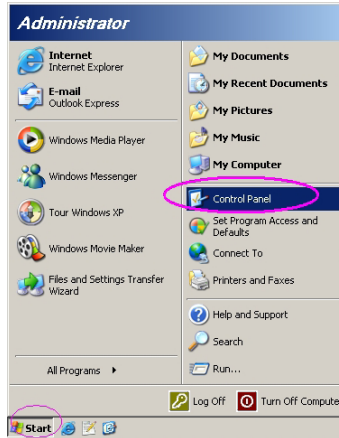 Administrator
Internet
Internet Explorer
E-mail
Outlook Express
Windows Media Player
Windows Messenger
Tour Windows XP
Windows Movie Maker
Files and Settings Transfer
Wizard
All Programs
My Documents
My Recent Documents
My Pictures
My Music
My Computer
Control Panel
Set Program Access and
Defaults
Connect To
Printers and Faxes
Help and Support
Search
Run...
Log Off
Turn Off Compute
Start